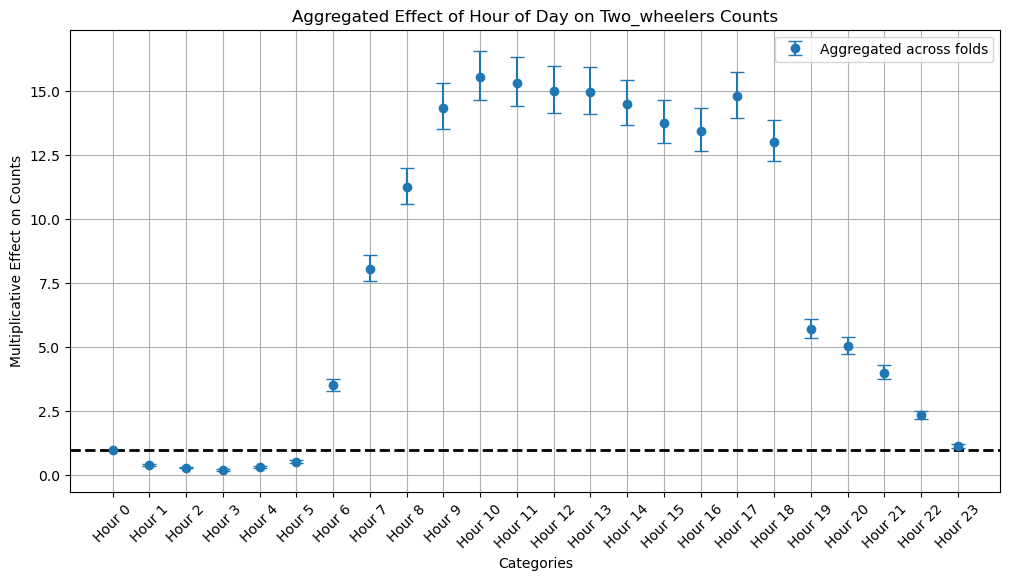 Aggregated Effect of Hour of Day on Two_wheelers Counts
Aggregated across folds
Multiplicative Effect on Counts
15.0
12.5
10.0
7.5
5.0
2.5
0.0
Hour 0
Hour 1
Hour 2
Hour 3
Hour 4
Hour 5
Hour 6
Hour 7
Hour 8
Hour 9
Hour 10
Hour 11
Hour 12
Hour 13
Hour 14
Hour 15
Hour 16
Hour 17
Hour 18
Hour 19
Hour 20
Hour 21
Hour 22
Hour 23
Categories